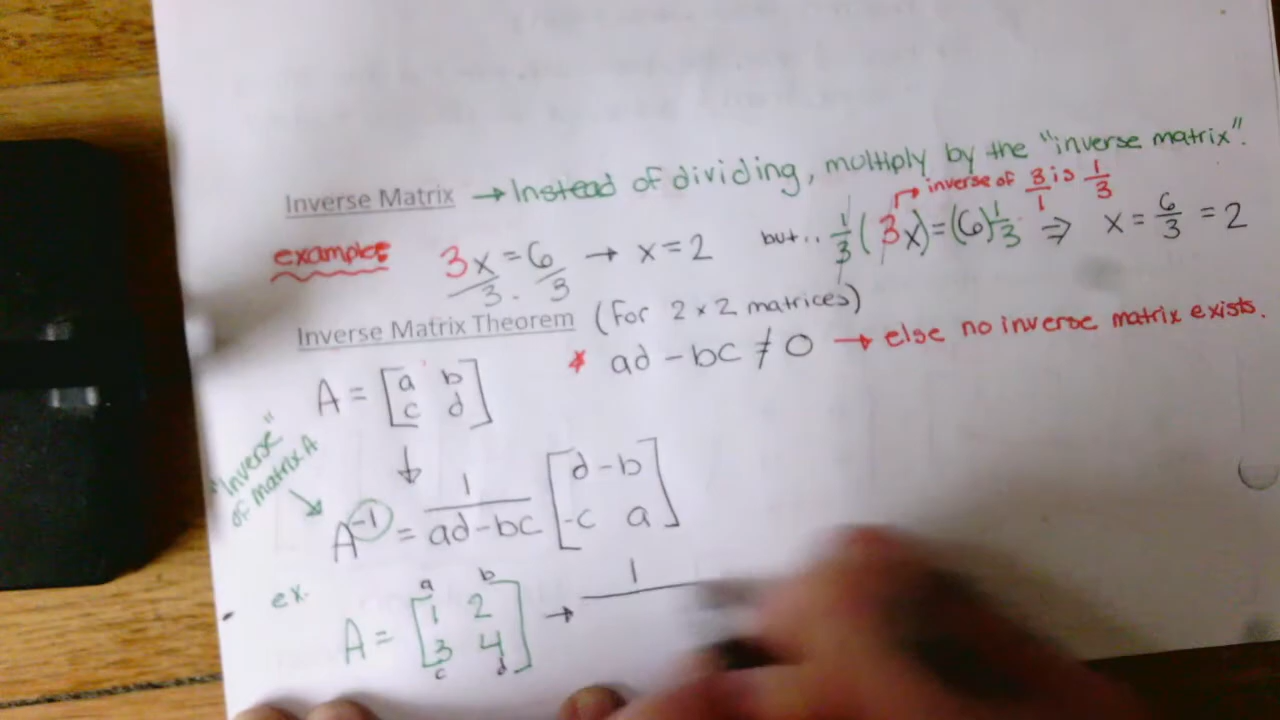 Inverse Matrix → Instead of dividing, multiply by the "inverse matrix".
inverse of 3/1 is 1/3
example: 3x/3 = 6/3 → x = 2 but.. 1/3 (3x) = (6) 1/3 ⇒ x = 6/3 = 2
Inverse Matrix Theorem (for 2 x 2 matrices)
* ad - bc ≠ 0 → else no inverse matrix exists.
A = [a b
c d]
"Inverse"
of matrix A
↓
A^-1 = 1/(ad-bc) [d -b
-c a]
ex.
a b
A = [1 2
3 4] → 1
c d